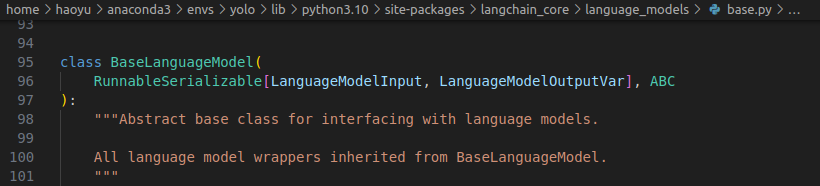 home > haoyu > anaconda3 > envs > yolo > lib > python3.10 > site-packages > langchain_core > language_models > base.py > ...
93
94
95 class BaseLanguageModel(
96     RunnableSerializable[LanguageModelInput, LanguageModelOutputVar], ABC
97 ):
98     """Abstract base class for interfacing with language models.
99
100     All language model wrappers inherited from BaseLanguageModel.
101     """